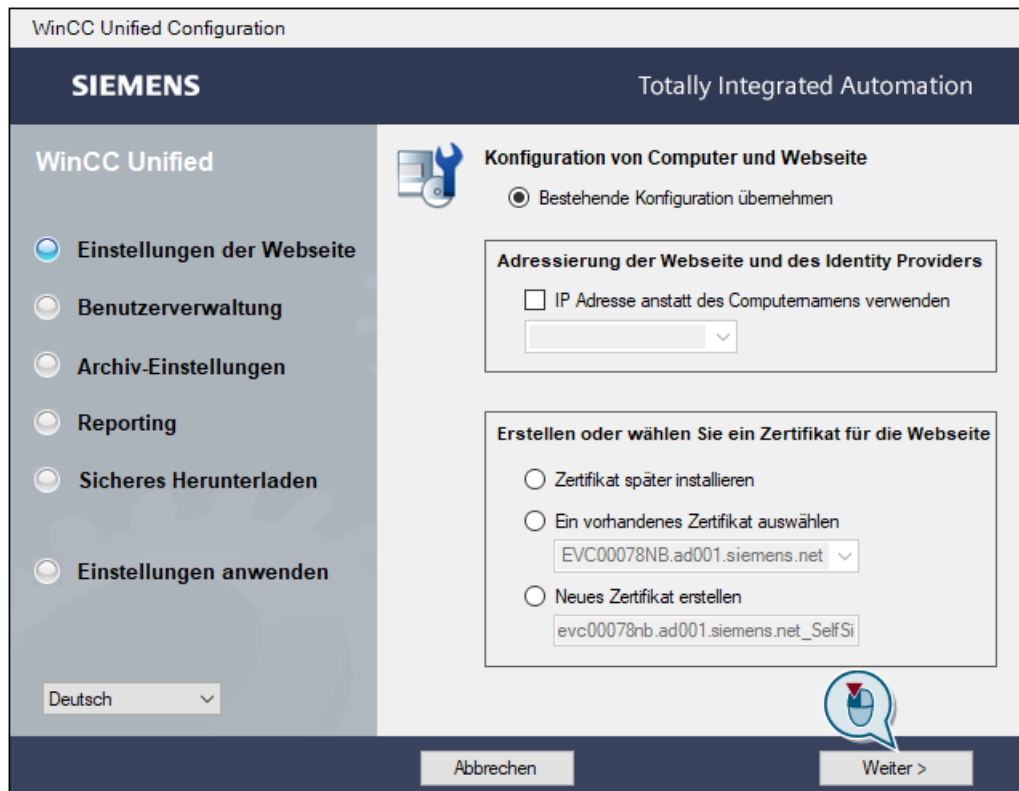 WinCC Unified Configuration
SIEMENS
Totally Integrated Automation
WinCC Unified
Einstellungen der Webseite
Benutzerverwaltung
Archiv-Einstellungen
Reporting
Sicheres Herunterladen
Einstellungen anwenden
Deutsch
Konfiguration von Computer und Webseite
Bestehende Konfiguration übernehmen
Adressierung der Webseite und des Identity Providers
IP Adresse anstatt des Computernamens verwenden
Erstellen oder wählen Sie ein Zertifikat für die Webseite
Zertifikat später installieren
Ein vorhandenes Zertifikat auswählen
EVC00078NB.ad001.siemens.net
Neues Zertifikat erstellen
evc00078nb.ad001.siemens.net_SelfSi
Abbrechen
Weiter >